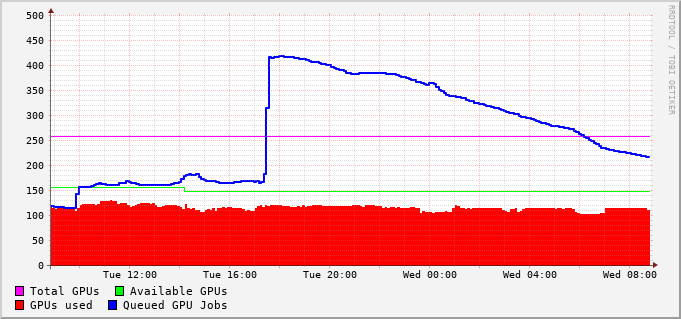 500
450
400
350
300
250
200
150
100
50
0
Tue 12:00 Tue 16:00 Tue 20:00 Wed 00:00 Wed 04:00 Wed 08:00
Total GPUs Available GPUs
GPUs used Queued GPU Jobs
RRDTOOL / TOBI OETIKER